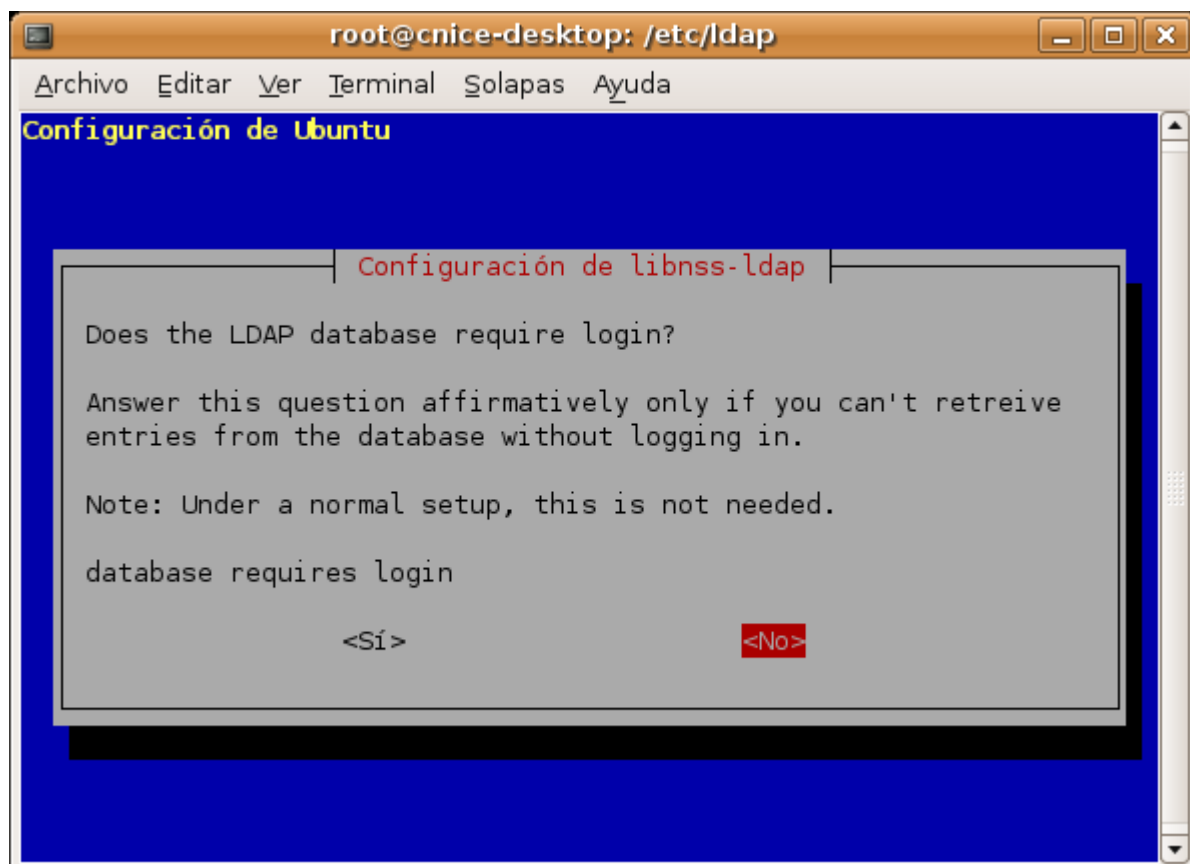 root@cnice-desktop: /etc/ldap
Archivo Editar Ver Terminal Solapas Ayuda
Configuración de Ubuntu
Configuración de libnss-ldap
Does the LDAP database require login?
Answer this question affirmatively only if you can't retreive
entries from the database without logging in.
Note: Under a normal setup, this is not needed.
database requires login
<Sí> <No>